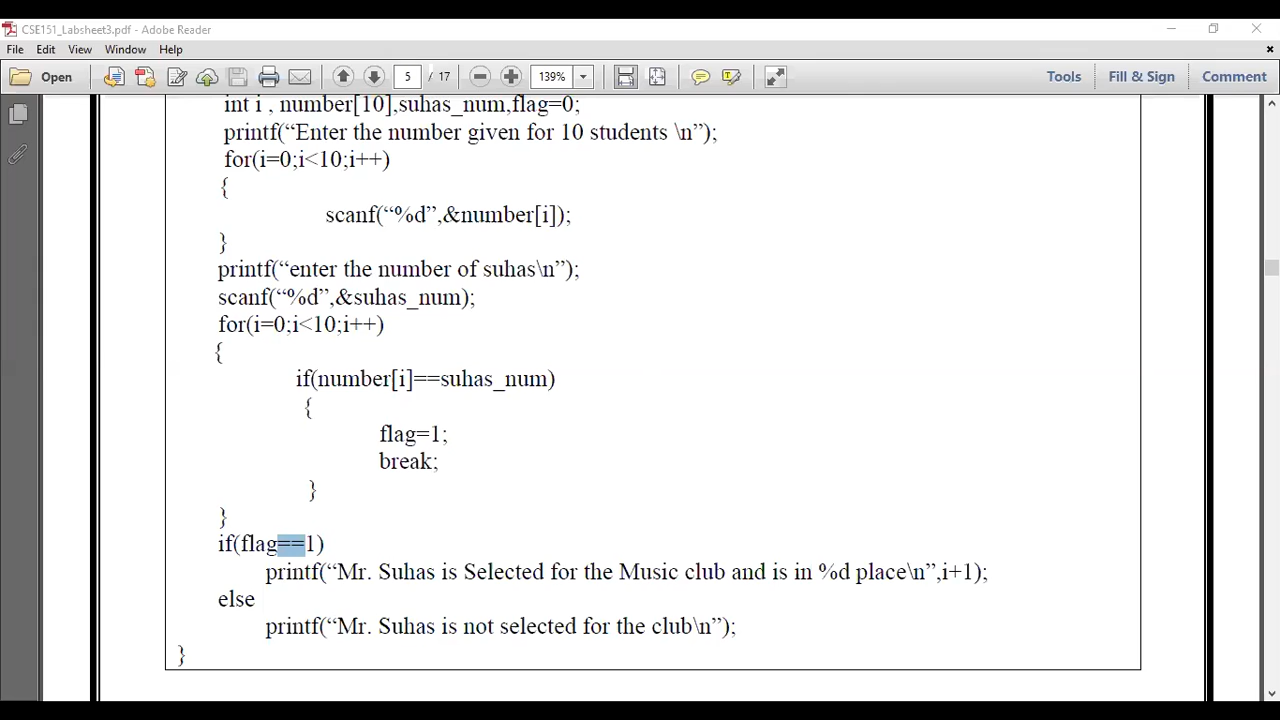 CSE151_Labsheet3.pdf - Adobe Reader
File Edit View Window Help
Open 5 / 17 139% Tools Fill & Sign Comment
int i , number[10],suhas_num,flag=0;
printf(“Enter the number given for 10 students \n”);
for(i=0;i<10;i++)
{
scanf(“%d”,&number[i]);
}
printf(“enter the number of suhas\n”);
scanf(“%d”,&suhas_num);
for(i=0;i<10;i++)
{
if(number[i]==suhas_num)
{
flag=1;
break;
}
}
if(flag==1)
printf(“Mr. Suhas is Selected for the Music club and is in %d place\n”,i+1);
else
printf(“Mr. Suhas is not selected for the club\n”);
}